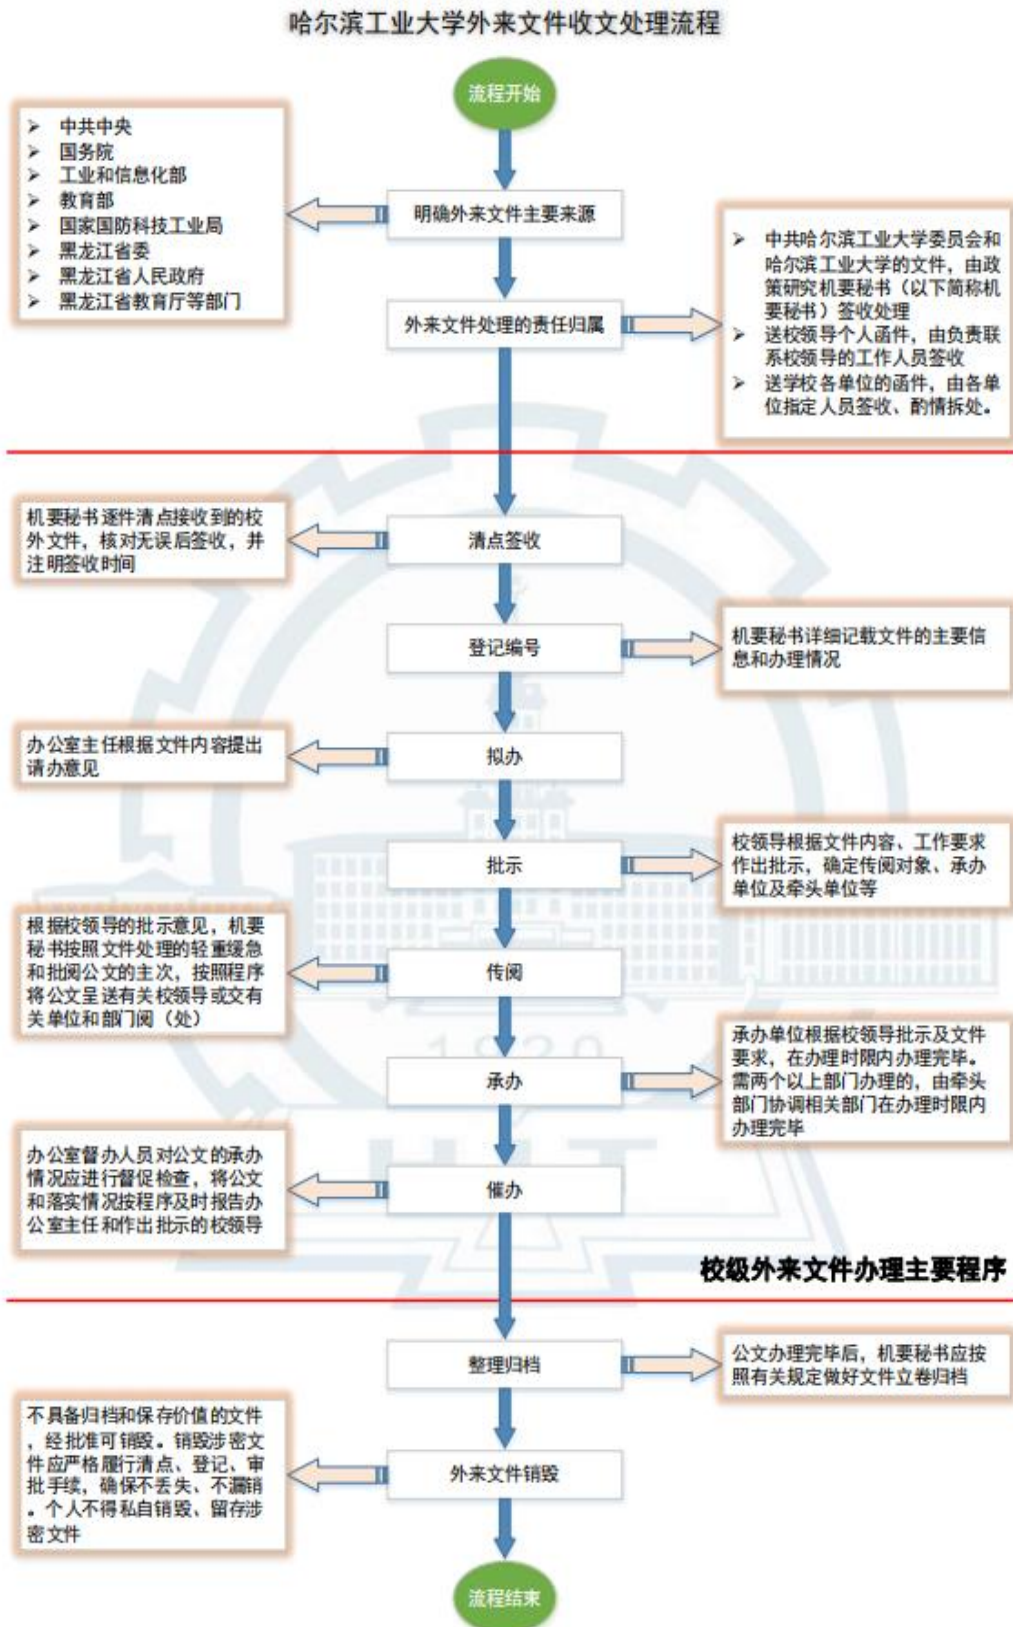 哈尔滨工业大学外来文件收文处理流程
流程开始
➢ 中共中央
➢ 国务院
➢ 工业和信息化部
➢ 教育部
➢ 国家国防科技工业局
➢ 黑龙江省委
➢ 黑龙江省人民政府
➢ 黑龙江省教育厅等部门
明确外来文件主要来源
外来文件处理的责任归属
➢ 中共哈尔滨工业大学委员会和
哈尔滨工业大学的文件，由政
策研究机要秘书（以下简称机
要秘书）签收处理
➢ 送校领导个人函件，由负责联
系校领导的工作人员签收
➢ 送学校各单位的函件，由各单
位指定人员签收、酌情拆处。
机要秘书逐件清点接收到的校
外文件，核对无误后签收，并
注明签收时间
清点签收
登记编号
机要秘书详细记载文件的主要信
息和办理情况
办公室主任根据文件内容提出
请办意见
拟办
批示
校领导根据文件内容、工作要求
作出批示，确定传阅对象、承办
单位及牵头单位等
根据校领导的批示意见，机要
秘书按照文件处理的轻重缓急
和批阅公文的主次，按照程序
将公文呈送有关校领导或交有
关单位和部门阅（处）
传阅
1920
承办
承办单位根据校领导批示及文件
要求，在办理时限内办理完毕。
需两个以上部门办理的，由牵头
部门协调相关部门在办理时限内
办理完毕
HIT
办公室督办人员对公文的承办
情况应进行督促检查，将公文
和落实情况按程序及时报告办
公室主任和作出批示的校领导
催办
校级外来文件办理主要程序
整理归档
公文办理完毕后，机要秘书应按
照有关规定做好文件立卷归档
不具备归档和保存价值的文件
，经批准可销毁。销毁涉密文
件应严格履行清点、登记、审
批手续，确保不丢失、不漏销
。个人不得私自销毁、留存涉
密文件
外来文件销毁
流程结束